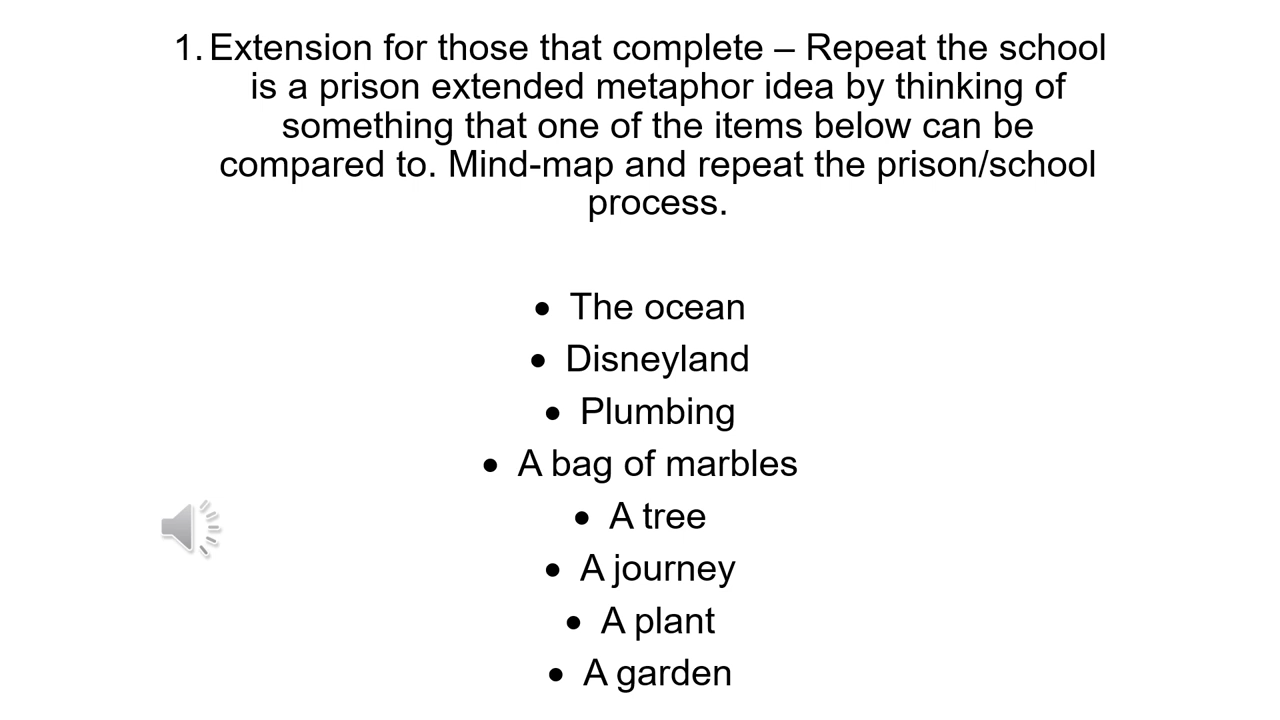 1. Extension for those that complete – Repeat the school
is a prison extended metaphor idea by thinking of
something that one of the items below can be
compared to. Mind-map and repeat the prison/school
process.
• The ocean
• Disneyland
• Plumbing
• A bag of marbles
• A tree
• A journey
• A plant
• A garden